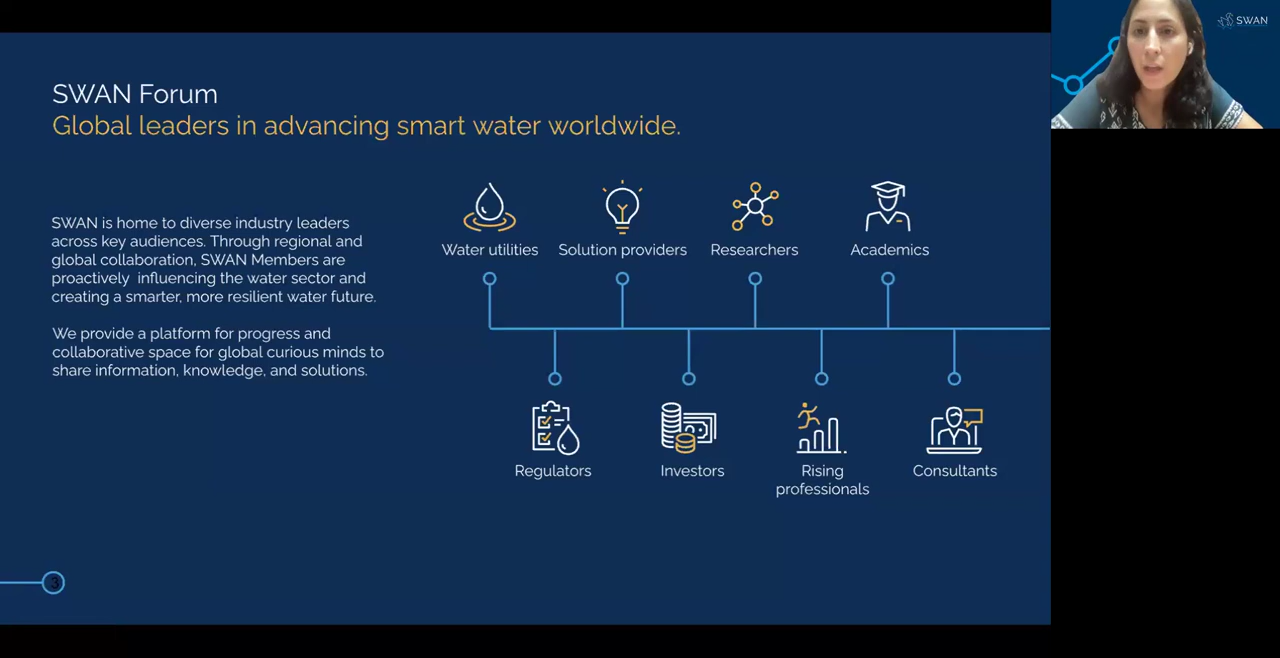 SWAN Forum
Global leaders in advancing smart water worldwide.
SWAN is home to diverse industry leaders
across key audiences. Through regional and
global collaboration, SWAN Members are
proactively influencing the water sector and
creating a smarter, more resilient water future.
We provide a platform for progress and
collaborative space for global curious minds to
share information, knowledge, and solutions.
Water utilities
Solution providers
Researchers
Academics
Regulators
Investors
Rising
professionals
Consultants
3
SWAN